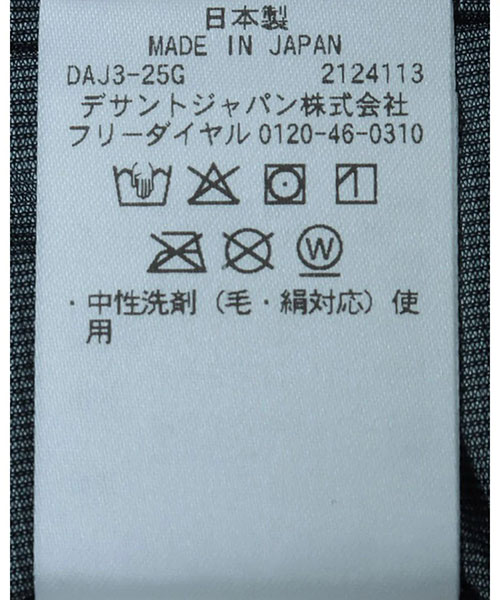 日本製
MADE IN JAPAN
DAJ3-25G 2124113
デサントジャパン株式会社
フリーダイヤル 0120-46-0310
W
・中性洗剤（毛・絹対応）使
用